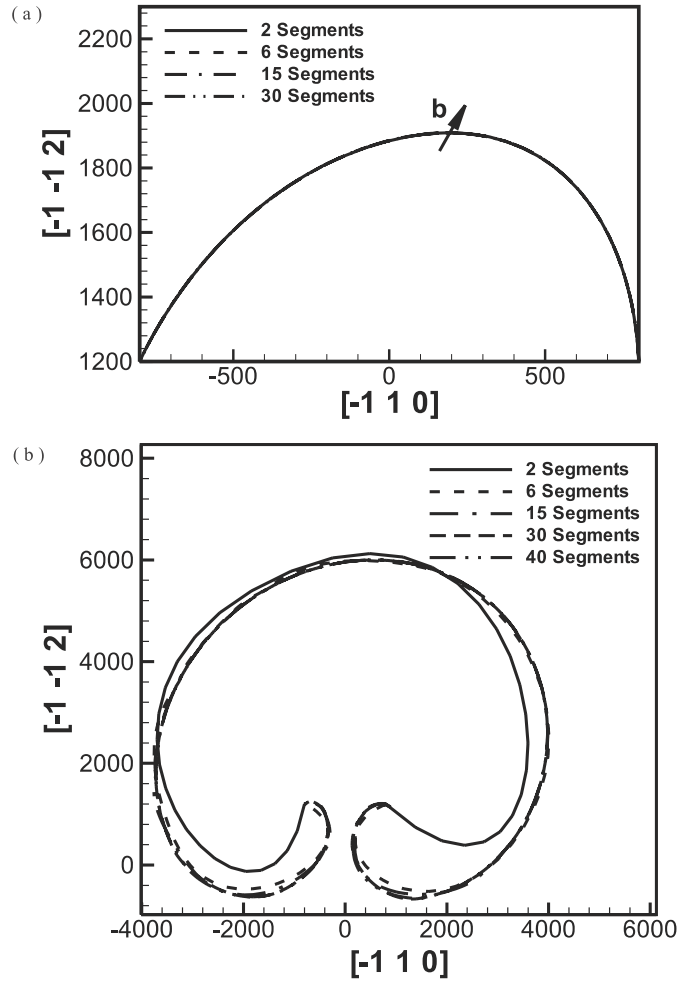 ( a )
2 Segments
6 Segments
15 Segments
30 Segments
b
[-1 -1 2]
2200
2000
1800
1600
1400
1200
-500 0 500
[-1 1 0]
( b )
2 Segments
6 Segments
15 Segments
30 Segments
40 Segments
[-1 -1 2]
8000
6000
4000
2000
0
-4000 -2000 0 2000 4000 6000
[-1 1 0]